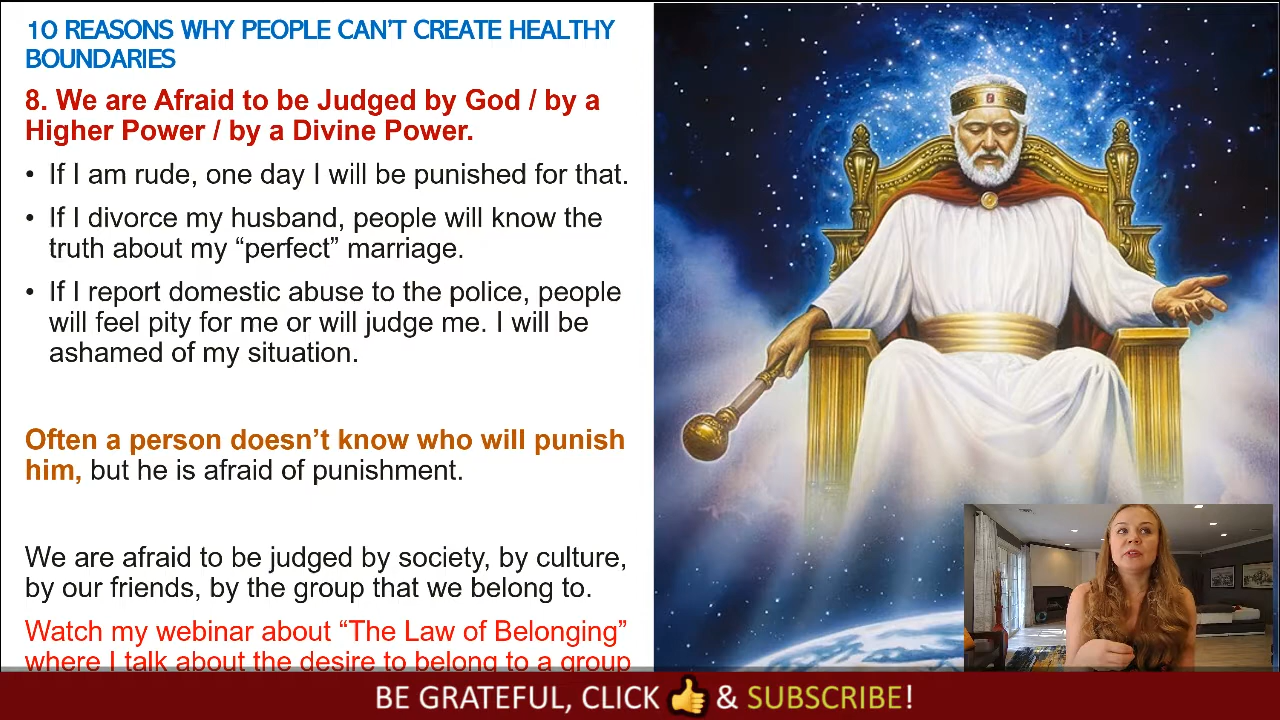 10 REASONS WHY PEOPLE CAN'T CREATE HEALTHY
BOUNDARIES
8. We are Afraid to be Judged by God / by a
Higher Power / by a Divine Power.
• If I am rude, one day I will be punished for that.
• If I divorce my husband, people will know the
truth about my “perfect” marriage.
• If I report domestic abuse to the police, people
will feel pity for me or will judge me. I will be
ashamed of my situation.
Often a person doesn’t know who will punish
him, but he is afraid of punishment.
We are afraid to be judged by society, by culture,
by our friends, by the group that we belong to.
Watch my webinar about “The Law of Belonging”
where I talk about the desire to belong to a group
BE GRATEFUL, CLICK 👍 & SUBSCRIBE!